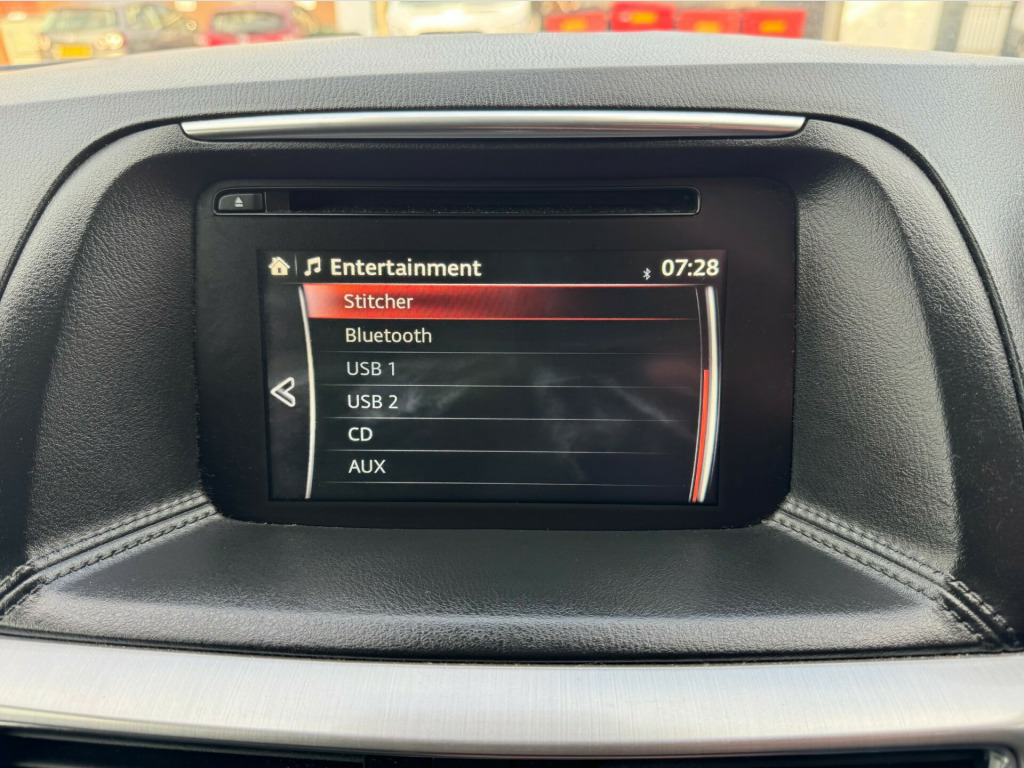 Entertainment 07:28
Stitcher
Bluetooth
USB 1
USB 2
CD
AUX